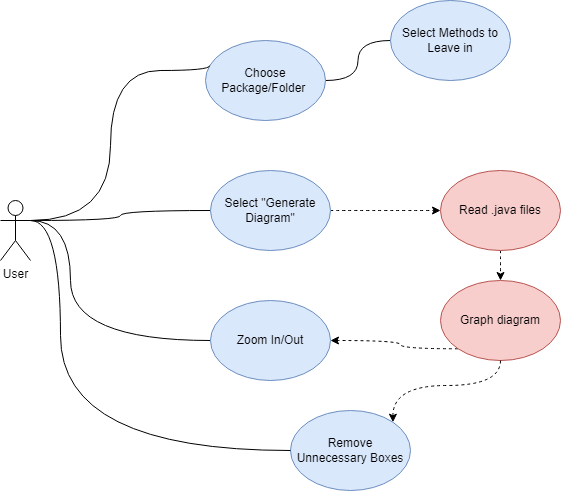 Select Methods to
Leave in
Choose
Package/Folder
Select "Generate
Diagram"
Read .java files
User
Graph diagram
Zoom In/Out
Remove
Unnecessary Boxes